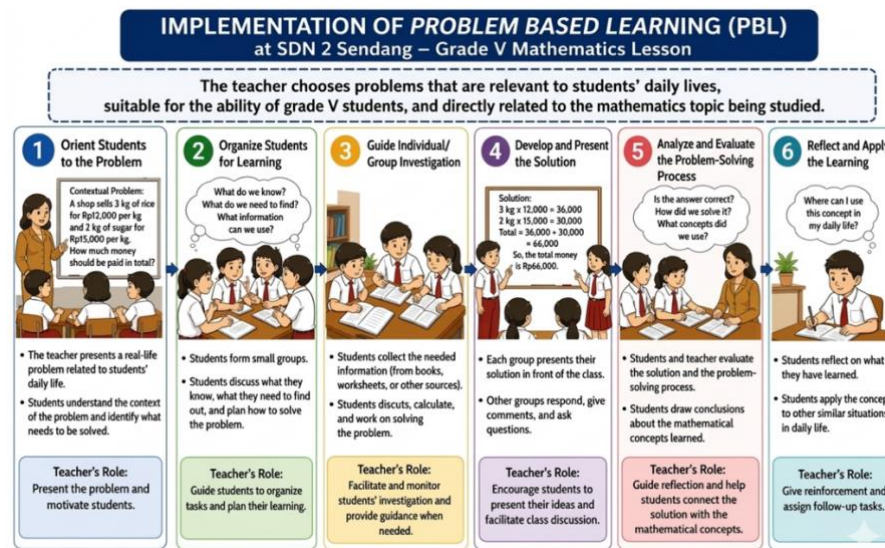 IMPLEMENTATION OF PROBLEM BASED LEARNING (PBL)
at SDN 2 Sendang – Grade V Mathematics Lesson
The teacher chooses problems that are relevant to students’ daily lives,
suitable for the ability of grade V students, and directly related to the mathematics topic being studied.
1 Orient Students
to the Problem
Contextual Problem:
A shop sells 3 kg of rice
for Rp12,000 per kg
and 2 kg of sugar for
Rp15,000 per kg.
How much money
should be paid in total?
• The teacher presents a real-life
problem related to students’
daily life.
• Students understand the context
of the problem and identify what
needs to be solved.
Teacher’s Role:
Present the problem and
motivate students.
2 Organize Students
for Learning
What do we know?
What do we need to find?
What information
can we use?
• Students form small groups.
• Students discuss what they
know, what they need to find
out, and plan how to solve
the problem.
Teacher’s Role:
Guide students to organize
tasks and plan their learning.
3 Guide Individual/
Group Investigation
• Students collect the needed
information (from books,
worksheets, or other sources).
• Students discuts, calculate,
and work on solving
the problem.
Teacher’s Role:
Facilitate and monitor
students’ investigation and
provide guidance when
needed.
4 Develop and Present
the Solution
Solution:
3 kg x 12,000 = 36,000
2 kg x 15,000 = 30,000
Total = 36,000 + 30,000
= 66,000
So, the total money
is Rp66,000.
• Each group presents their
solution in front of the class.
• Other groups respond, give
comments, and ask
questions.
Teacher’s Role:
Encourage students to
present their ideas and
facilitate class discussion.
5 Analyze and Evaluate
the Problem-Solving
Process
Is the answer correct?
How did we solve it?
What concepts did
we use?
• Students and teacher evaluate
the solution and the problem-
solving process.
• Students draw conclusions
about the mathematical
concepts learned.
Teacher’s Role:
Guide reflection and help
students connect the
solution with the
mathematical concepts.
6 Reflect and Apply
the Learning
Where can I use
this concept in
my daily life?
• Students reflect on what
they have learned.
• Students apply the concep
to other similar situations
in daily life.
Teacher’s Role:
Give reinforcement and
assign follow-up tasks.